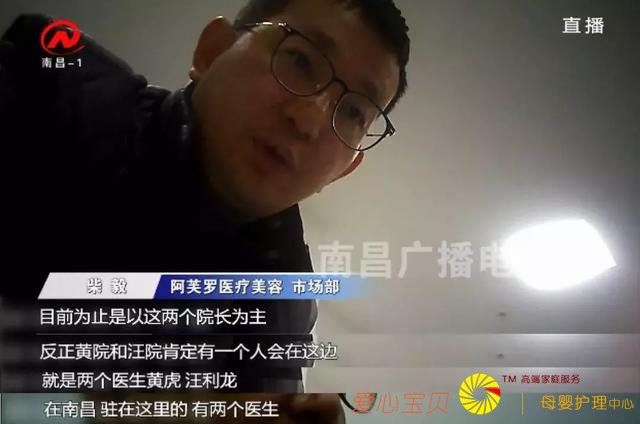 南昌-1
直播
南昌广播电
柴毅
阿芙罗医疗美容 市场部
目前为止是以这两个院长为主
反正黄院和汪院肯定有一个人会在这边
就是两个医生黄虎 汪利龙
在南昌 驻在这里的 有两个医生
爱心宝贝
TM 高端家庭服务
母婴护理中心